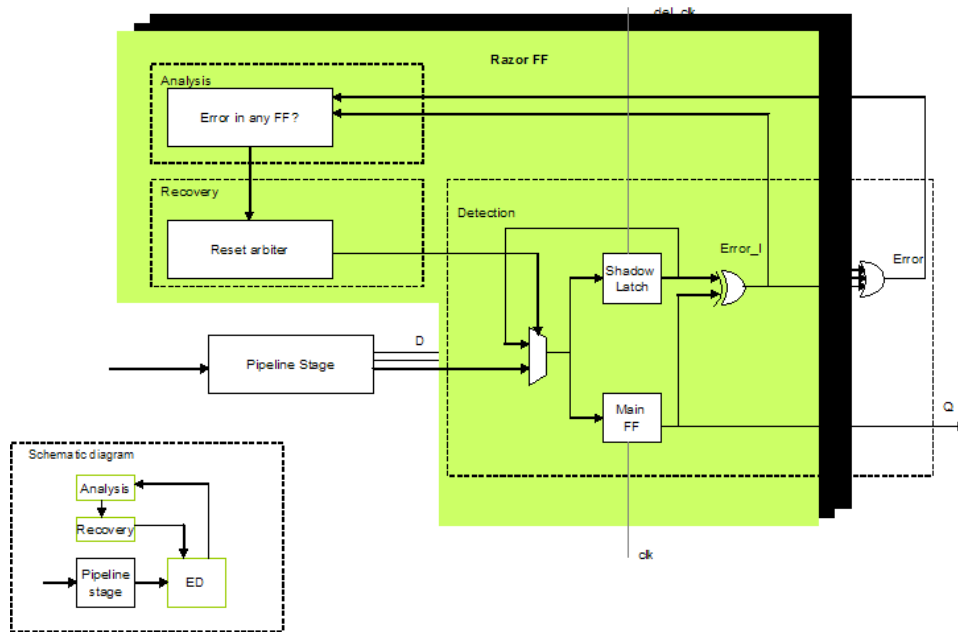 del_clk
Razor FF
Analysis
Error in any FF?
Recovery
Detection
Reset arbiter
Error_I
Error
Shadow
Latch
D
Pipeline Stage
Main
FF
Q
Schematic diagram
Analysis
Recovery
Pipeline
stage
ED
clk